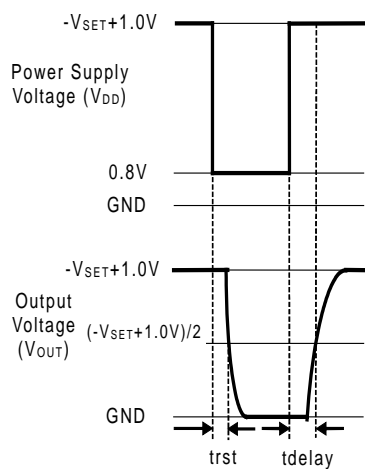 -VSET+1.0V
Power Supply
Voltage (VDD)
0.8V
GND
-VSET+1.0V
Output
Voltage
(VOUT)
(-VSET+1.0V)/2
GND
trst
tdelay